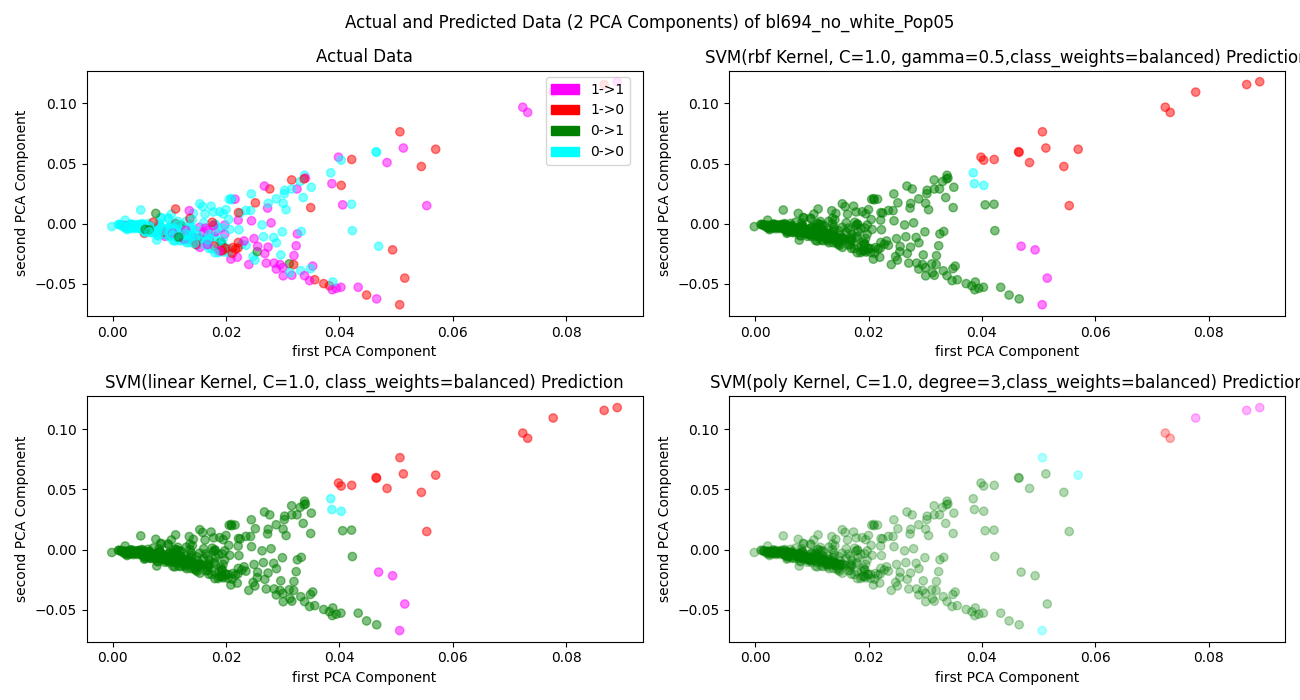 Actual and Predicted Data (2 PCA Components) of bl694_no_white_Pop05
Actual Data
1->1
1->0
0->1
0->0
0.10
0.05
0.00
−0.05
second PCA Component
0.00 0.02 0.04 0.06 0.08
first PCA Component
SVM(rbf Kernel, C=1.0, gamma=0.5,class_weights=balanced) Prediction
0.10
0.05
0.00
−0.05
second PCA Component
0.00 0.02 0.04 0.06 0.08
first PCA Component
SVM(linear Kernel, C=1.0, class_weights=balanced) Prediction
0.10
0.05
0.00
−0.05
second PCA Component
0.00 0.02 0.04 0.06 0.08
first PCA Component
SVM(poly Kernel, C=1.0, degree=3,class_weights=balanced) Prediction
0.10
0.05
0.00
−0.05
second PCA Component
0.00 0.02 0.04 0.06 0.08
first PCA Component